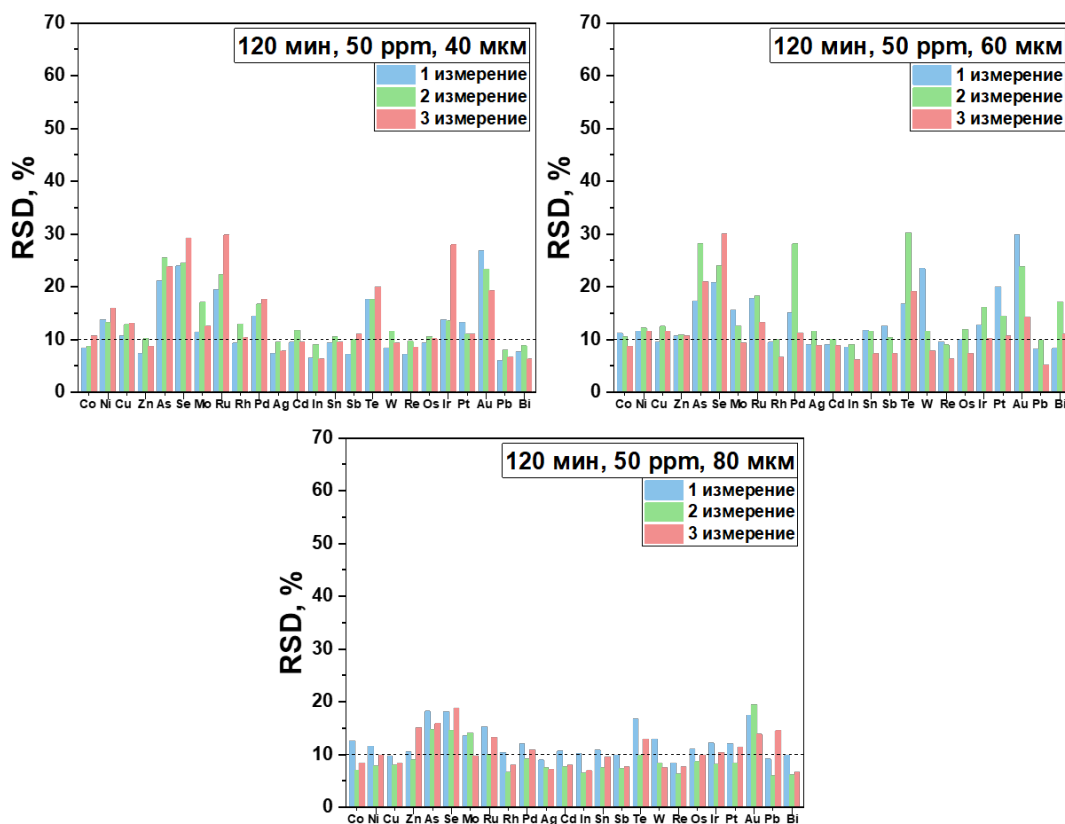 120 мин, 50 ppm, 40 мкм
1 измерение
2 измерение
3 измерение
RSD, %
70
60
50
40
30
20
10
0
Co Ni Cu Zn As Se Mo Ru Rh Pd Ag Cd In Sn Sb Te W Re Os Ir Pt Au Pb Bi
120 мин, 50 ppm, 60 мкм
1 измерение
2 измерение
3 измерение
RSD, %
70
60
50
40
30
20
10
0
Co Ni Cu Zn As Se Mo Ru Rh Pd Ag Cd In Sn Sb Te W Re Os Ir Pt Au Pb Bi
120 мин, 50 ppm, 80 мкм
1 измерение
2 измерение
3 измерение
RSD, %
70
60
50
40
30
20
10
0
Co Ni Cu Zn As Se Mo Ru Rh Pd Ag Cd In Sn Sb Te W Re Os Ir Pt Au Pb Bi